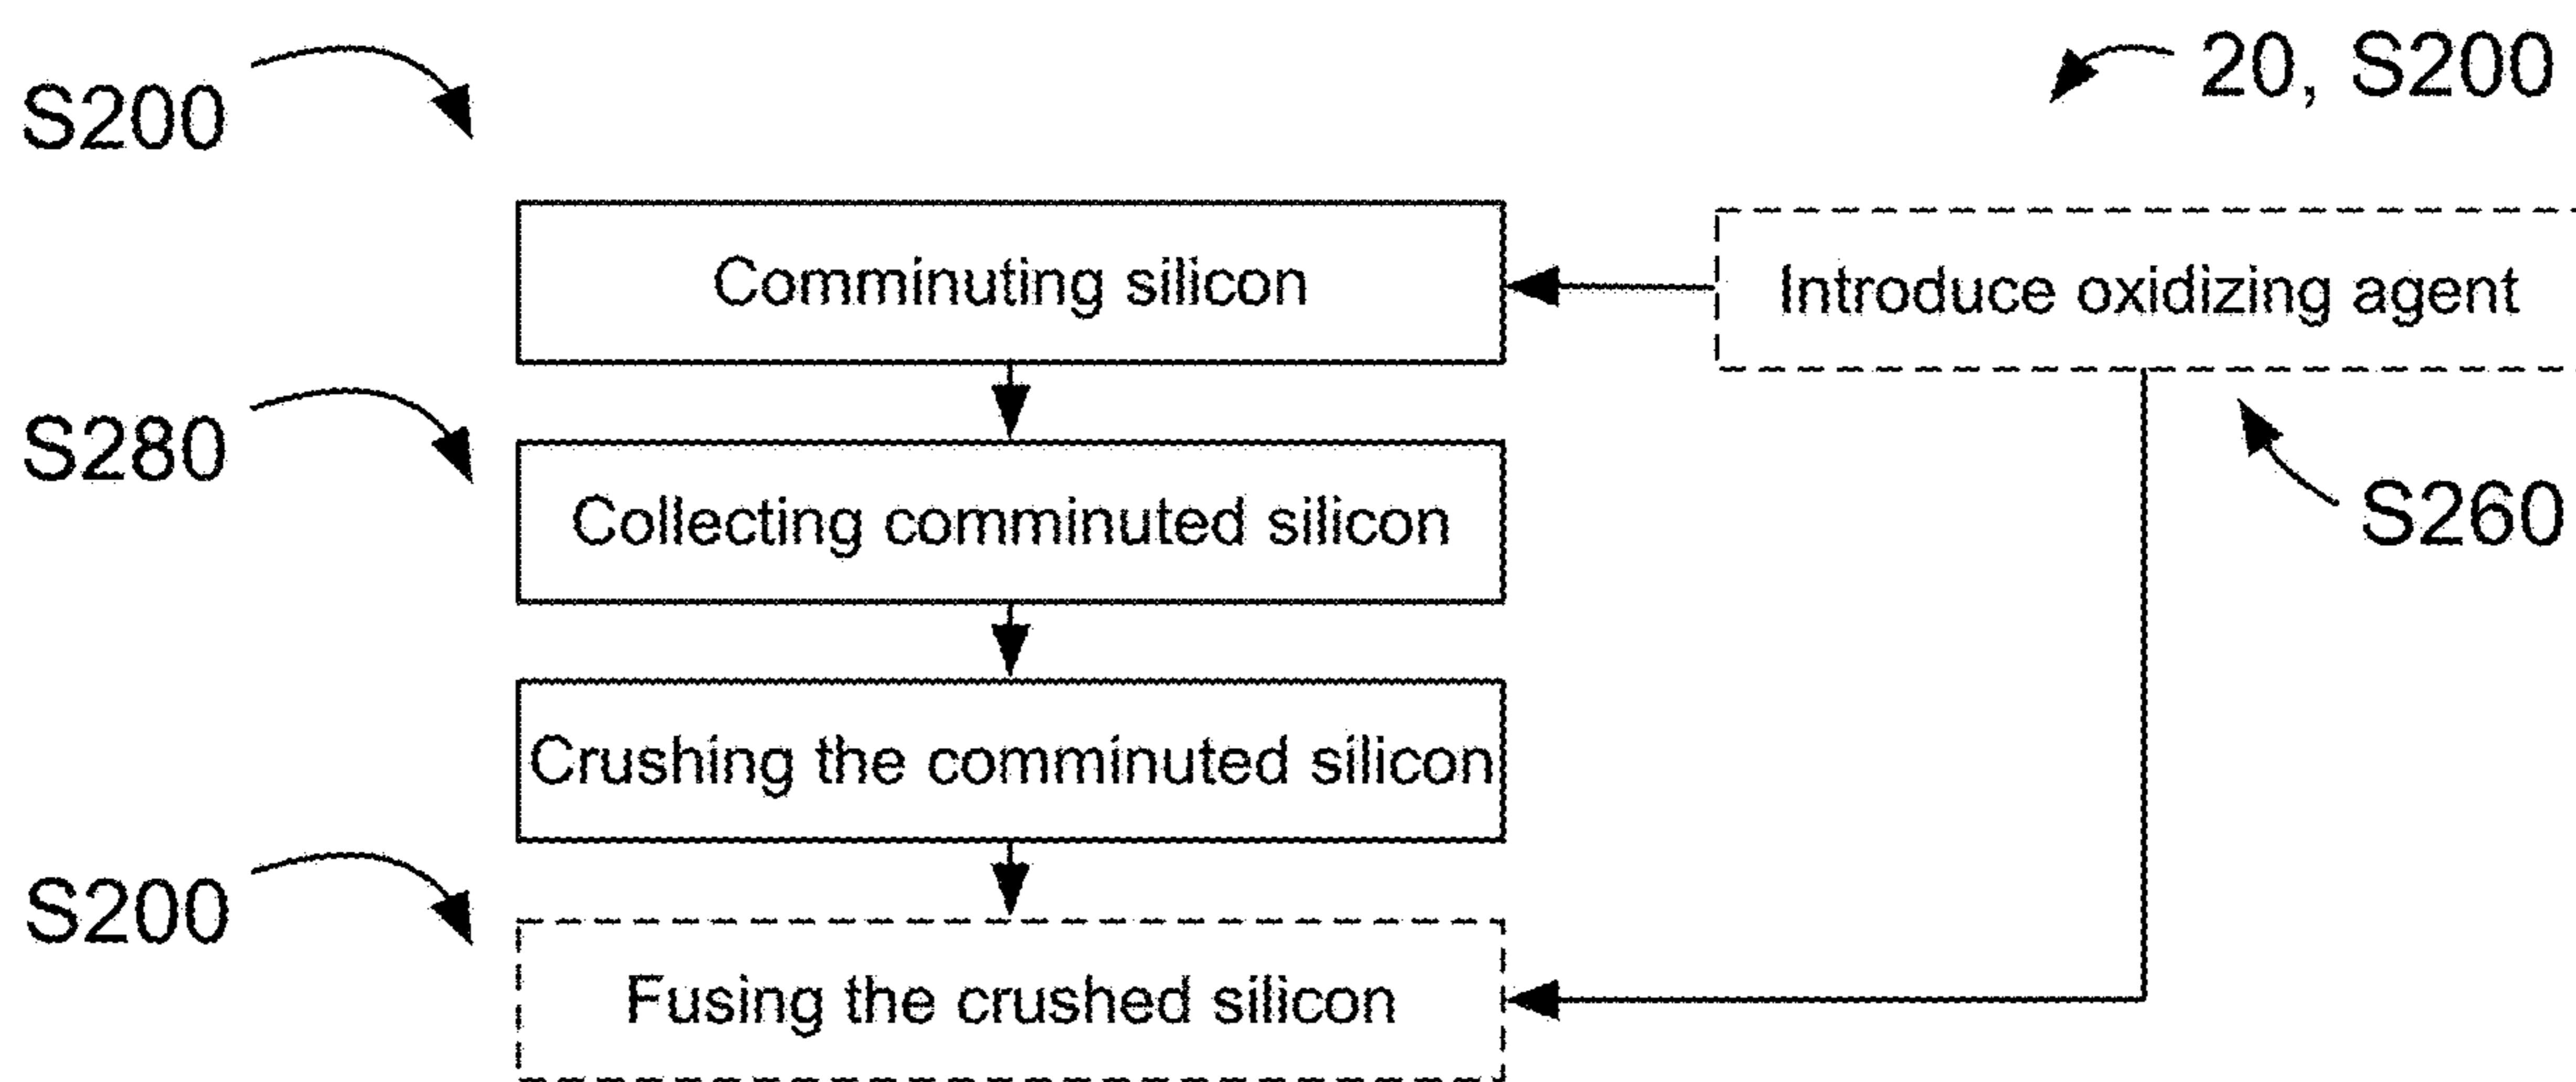 S200
20, S200
Comminuting silicon
Introduce oxidizing agent
S280
Collecting comminuted silicon
S260
Crushing the comminuted silicon
S200
Fusing the crushed silicon